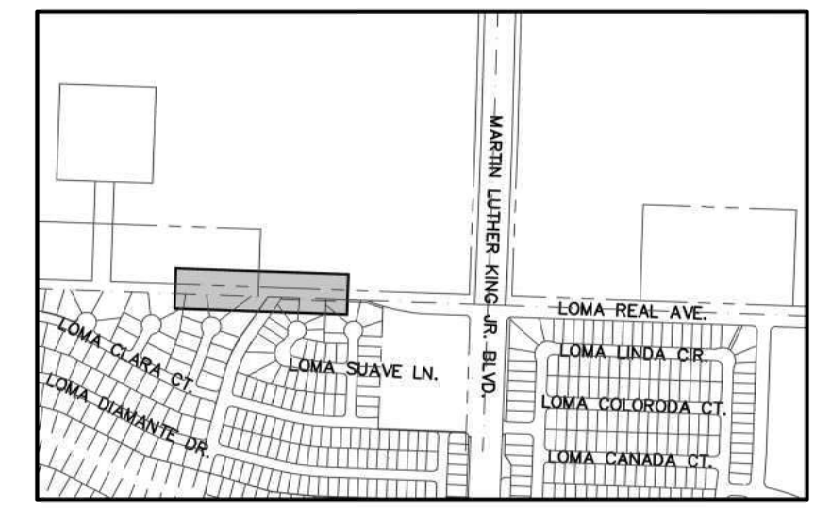 MARTIN LUTHER KING JR. BLVD.
LOMA REAL AVE.
LOMA LINDA CIR.
LOMA CLARA CT.
LOMA SUAVE LN.
LOMA DIAMANTE DR.
LOMA COLORODA CT.
LOMA CANADA CT.